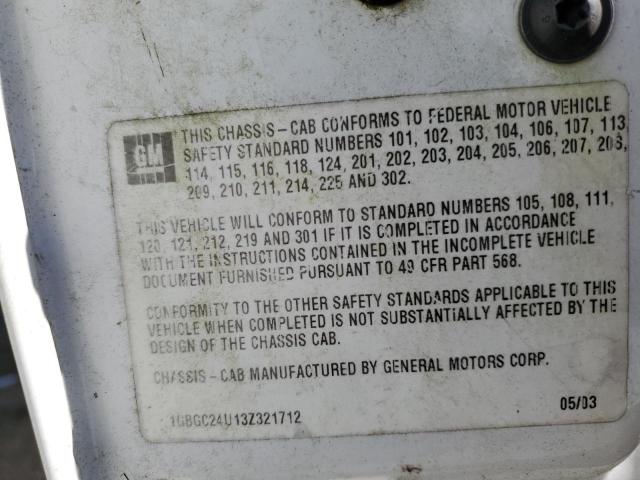 GM
THIS CHASSIS-CAB CONFORMS TO FEDERAL MOTOR VEHICLE
SAFETY STANDARD NUMBERS 101, 102, 103, 104, 106, 107, 113
114, 115, 116, 118, 124, 201, 202, 203, 204, 205, 206, 207, 208,
209, 210, 211, 214, 225 AND 302.
THIS VEHICLE WILL CONFORM TO STANDARD NUMBERS 105, 108, 111,
120, 121, 212, 219 AND 301 IF IT IS COMPLETED IN ACCORDANCE
WITH THE INSTRUCTIONS CONTAINED IN THE INCOMPLETE VEHICLE
DOCUMENT FURNISHED PURSUANT TO 49 CFR PART 568.
CONFORMITY TO THE OTHER SAFETY STANDARDS APPLICABLE TO THIS
VEHICLE WHEN COMPLETED IS NOT SUBSTANTIALLY AFFECTED BY THE
DESIGN OF THE CHASSIS CAB.
CHASSIS-CAB MANUFACTURED BY GENERAL MOTORS CORP.
05/03
1GBGC24U13Z321712